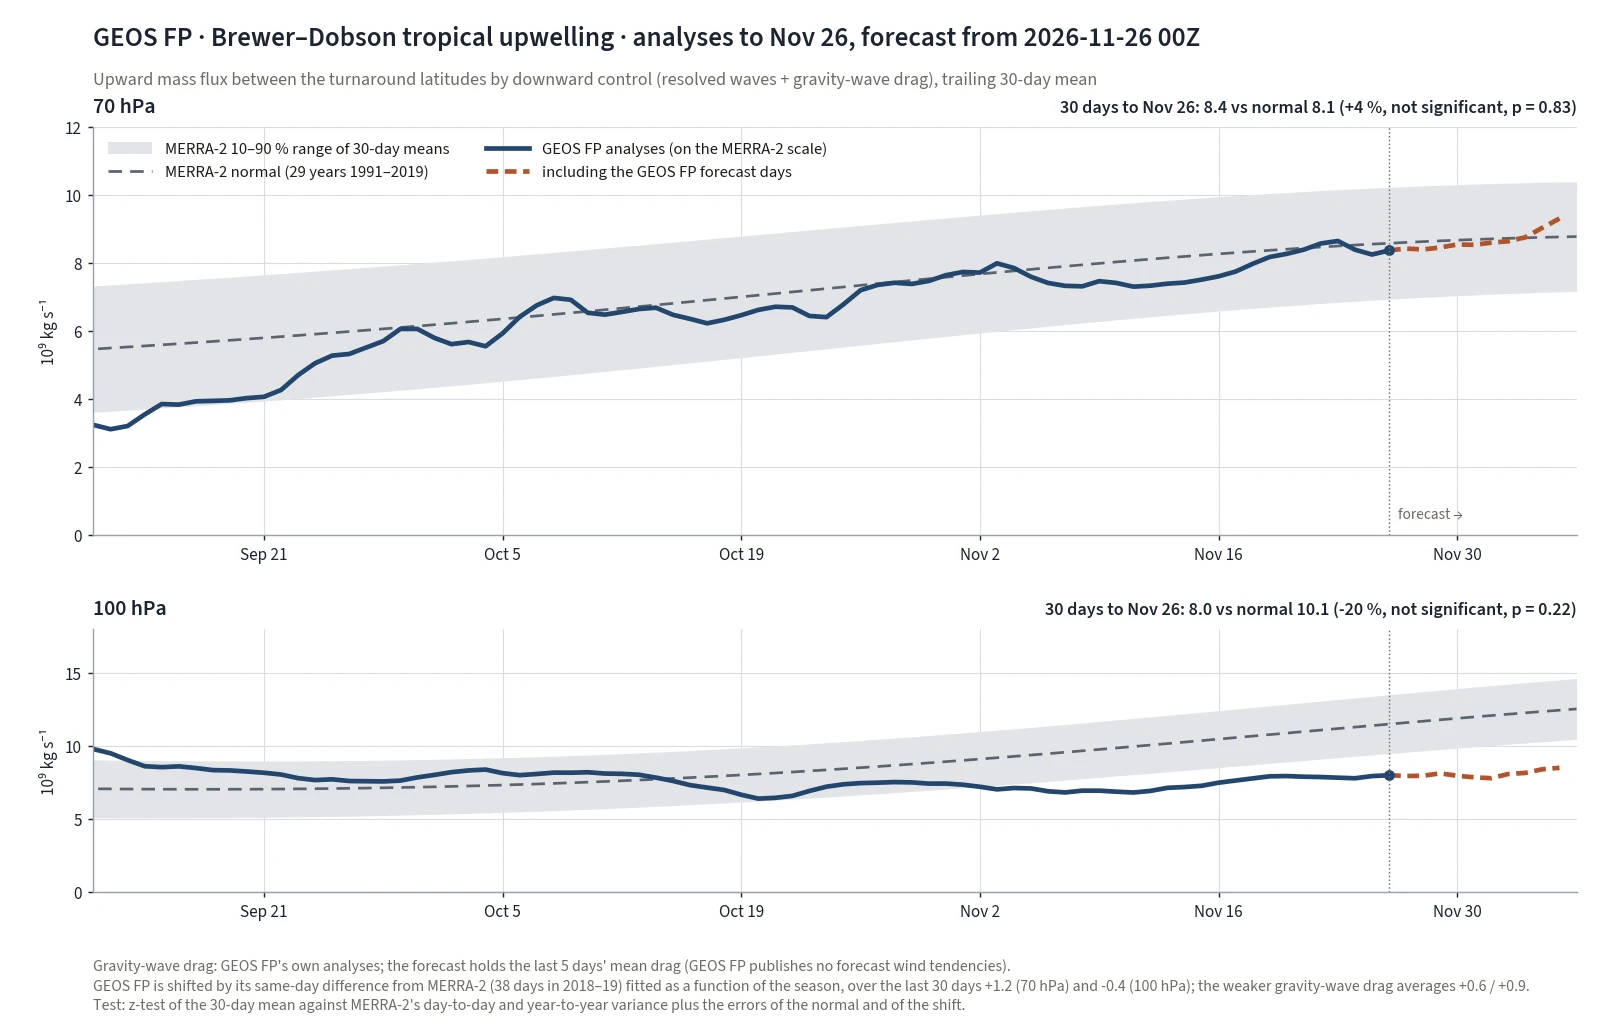 GEOS FP · Brewer–Dobson tropical upwelling · analyses to Nov 26, forecast from 2026-11-26 00Z
Upward mass flux between the turnaround latitudes by downward control (resolved waves + gravity-wave drag), trailing 30-day mean
70 hPa
30 days to Nov 26: 8.4 vs normal 8.1 (+4 %, not significant, p = 0.83)
MERRA-2 10–90 % range of 30-day means
MERRA-2 normal (29 years 1991–2019)
GEOS FP analyses (on the MERRA-2 scale)
including the GEOS FP forecast days
12
10
8
6
4
2
0
10⁹ kg s⁻¹
forecast →
Sep 21
Oct 5
Oct 19
Nov 2
Nov 16
Nov 30
100 hPa
30 days to Nov 26: 8.0 vs normal 10.1 (-20 %, not significant, p = 0.22)
15
10
5
0
10⁹ kg s⁻¹
Sep 21
Oct 5
Oct 19
Nov 2
Nov 16
Nov 30
Gravity-wave drag: GEOS FP's own analyses; the forecast holds the last 5 days' mean drag (GEOS FP publishes no forecast wind tendencies).
GEOS FP is shifted by its same-day difference from MERRA-2 (38 days in 2018–19) fitted as a function of the season, over the last 30 days +1.2 (70 hPa) and -0.4 (100 hPa); the weaker gravity-wave drag averages +0.6 / +0.9.
Test: z-test of the 30-day mean against MERRA-2's day-to-day and year-to-year variance plus the errors of the normal and of the shift.